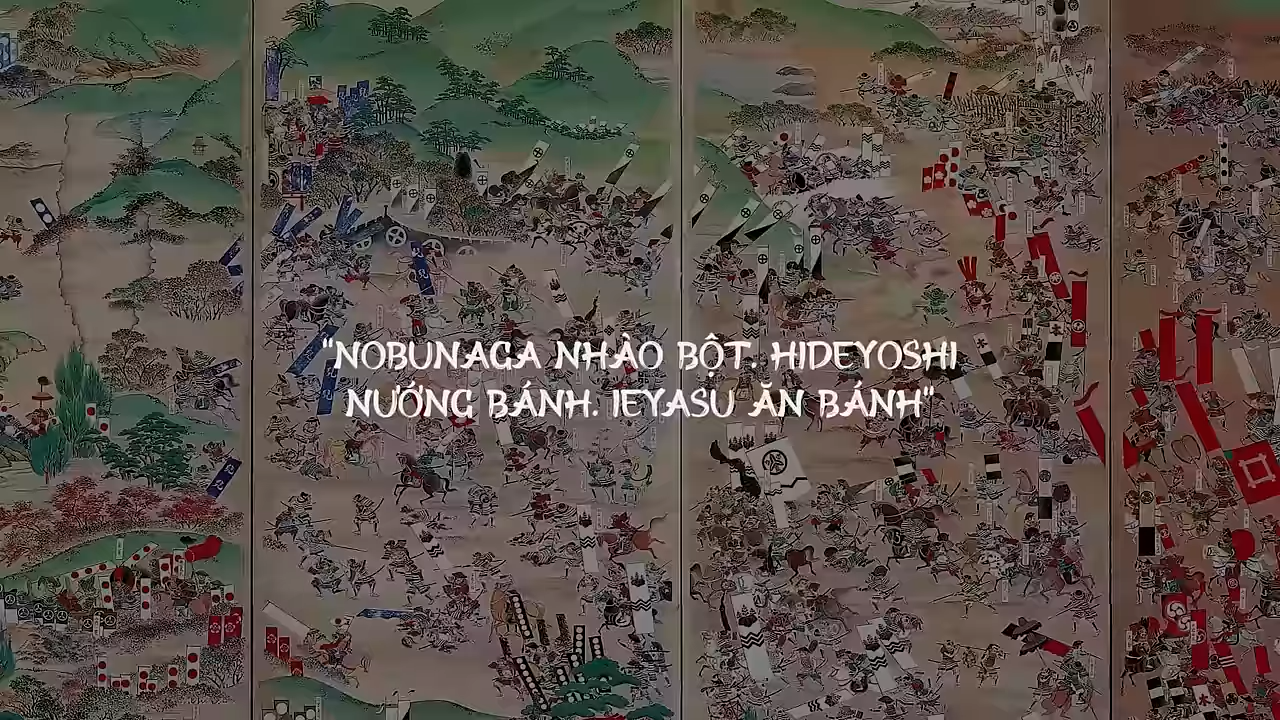 "NOBUNAGA NHÀO BỘT. HIDEYOSHI
NƯỚNG BÁNH. IEYASU ĂN BÁNH"